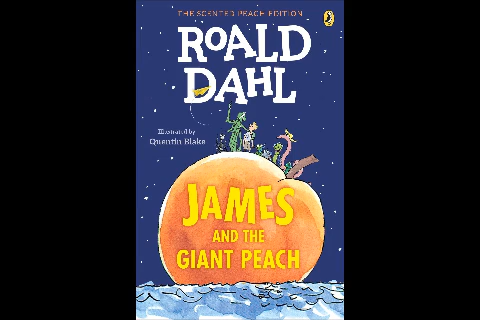 THE SCENTED PEACH EDITION
ROALD
DAHL
Illustrated by
Quentin Blake
JAMES
AND THE
GIANT PEACH